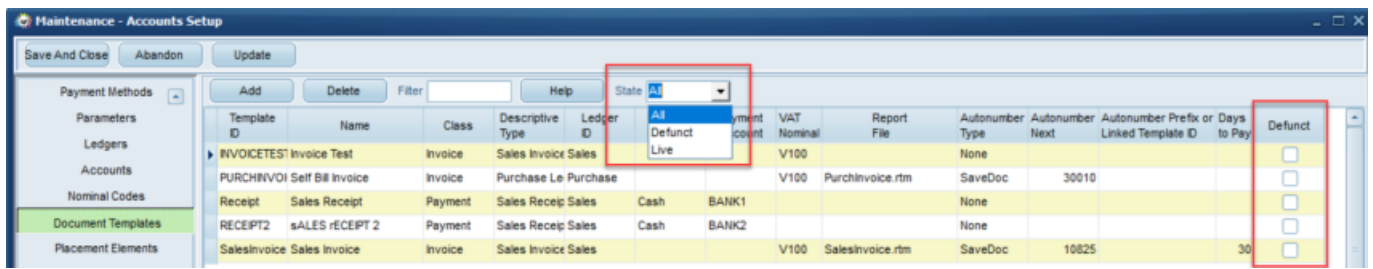 Maintenance - Accounts Setup
Save And Close Abandon Update
Payment Methods Add Delete Filter Help State All
All
Defunct
Live
Parameters
Ledgers
Accounts
Nominal Codes
Document Templates
Placement Elements
Template ID Name Class Descriptive Type Ledger ID VAT Nominal Report File Autonumber Type Autonumber Next Autonumber Prefix or Linked Template ID Days to Pay Defunct
INVOICETEST Invoice Test Invoice Sales Invoice Sales V100 None
PURCHINVOI Self Bill Invoice Invoice Purchase Le Purchase V100 PurchInvoice.rtm SaveDoc 30010
Receipt Sales Receipt Payment Sales Receip Sales Cash BANK1 None
RECEIPT2 sALES rECEIPT 2 Payment Sales Receip Sales Cash BANK2 None
SalesInvoice Sales Invoice Invoice Sales Invoice Sales V100 SalesInvoice.rtm SaveDoc 10825 30